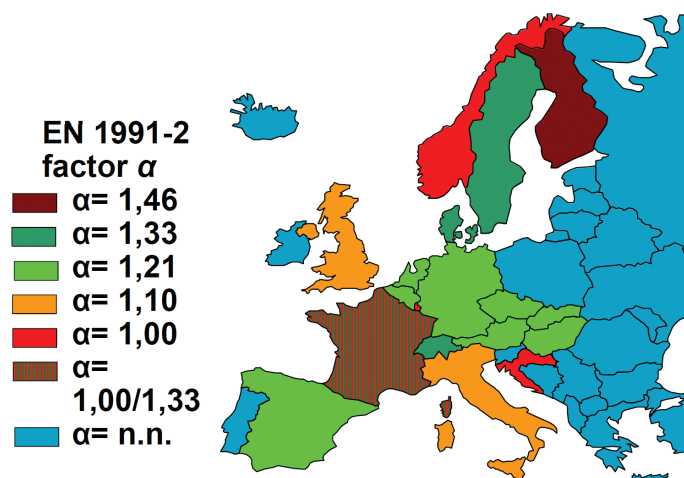 EN 1991-2
factor α
α= 1,46
α= 1,33
α= 1,21
α= 1,10
α= 1,00
α=
1,00/1,33
α= n.n.